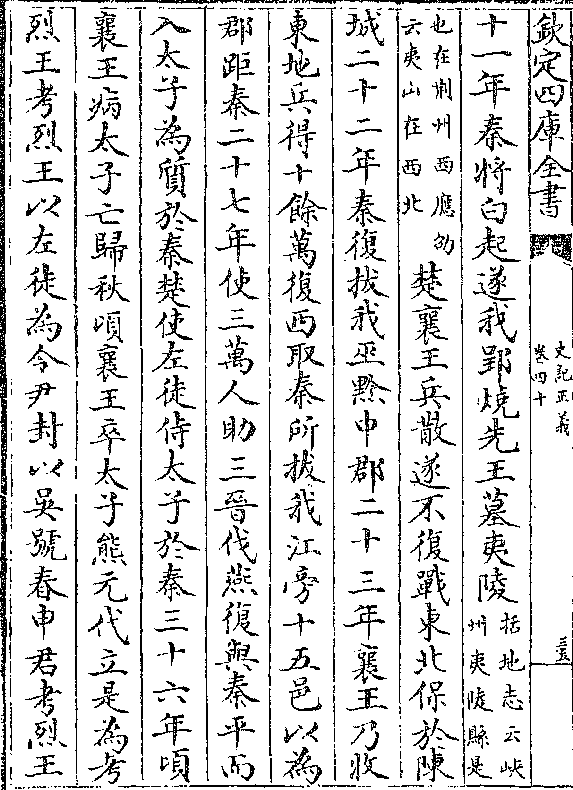 欽定四庫全書
史記正義
卷四十
十一年秦將白起遂我郢燒先王墓夷陵
括地志云峽
州夷陵縣是
也在荆州西應劭
云夷山在西北
楚襄王兵散遂不復戰東北保於陳
城二十二年秦復拔我巫黔中郡二十三年襄王乃收
東地兵得十餘萬復西取秦所拔我江旁十五邑以為
郡距秦二十七年使三萬人助三晉伐燕復與秦平而
入太子為質於秦楚使左徒侍太子於秦三十六年頃
襄王病太子亡歸秋頃襄王卒太子熊元代立是為考
烈王考烈王以左徒為令尹封以吳號春申君考烈王